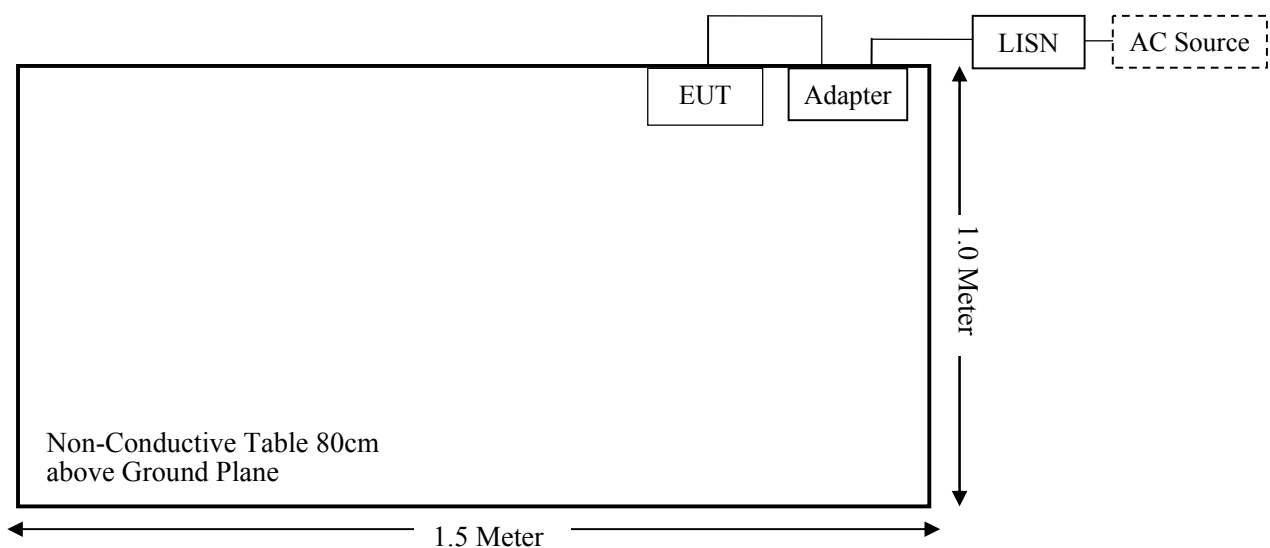 LISN
AC Source
EUT
Adapter
1.0 Meter
Non-Conductive Table 80cm
above Ground Plane
1.5 Meter